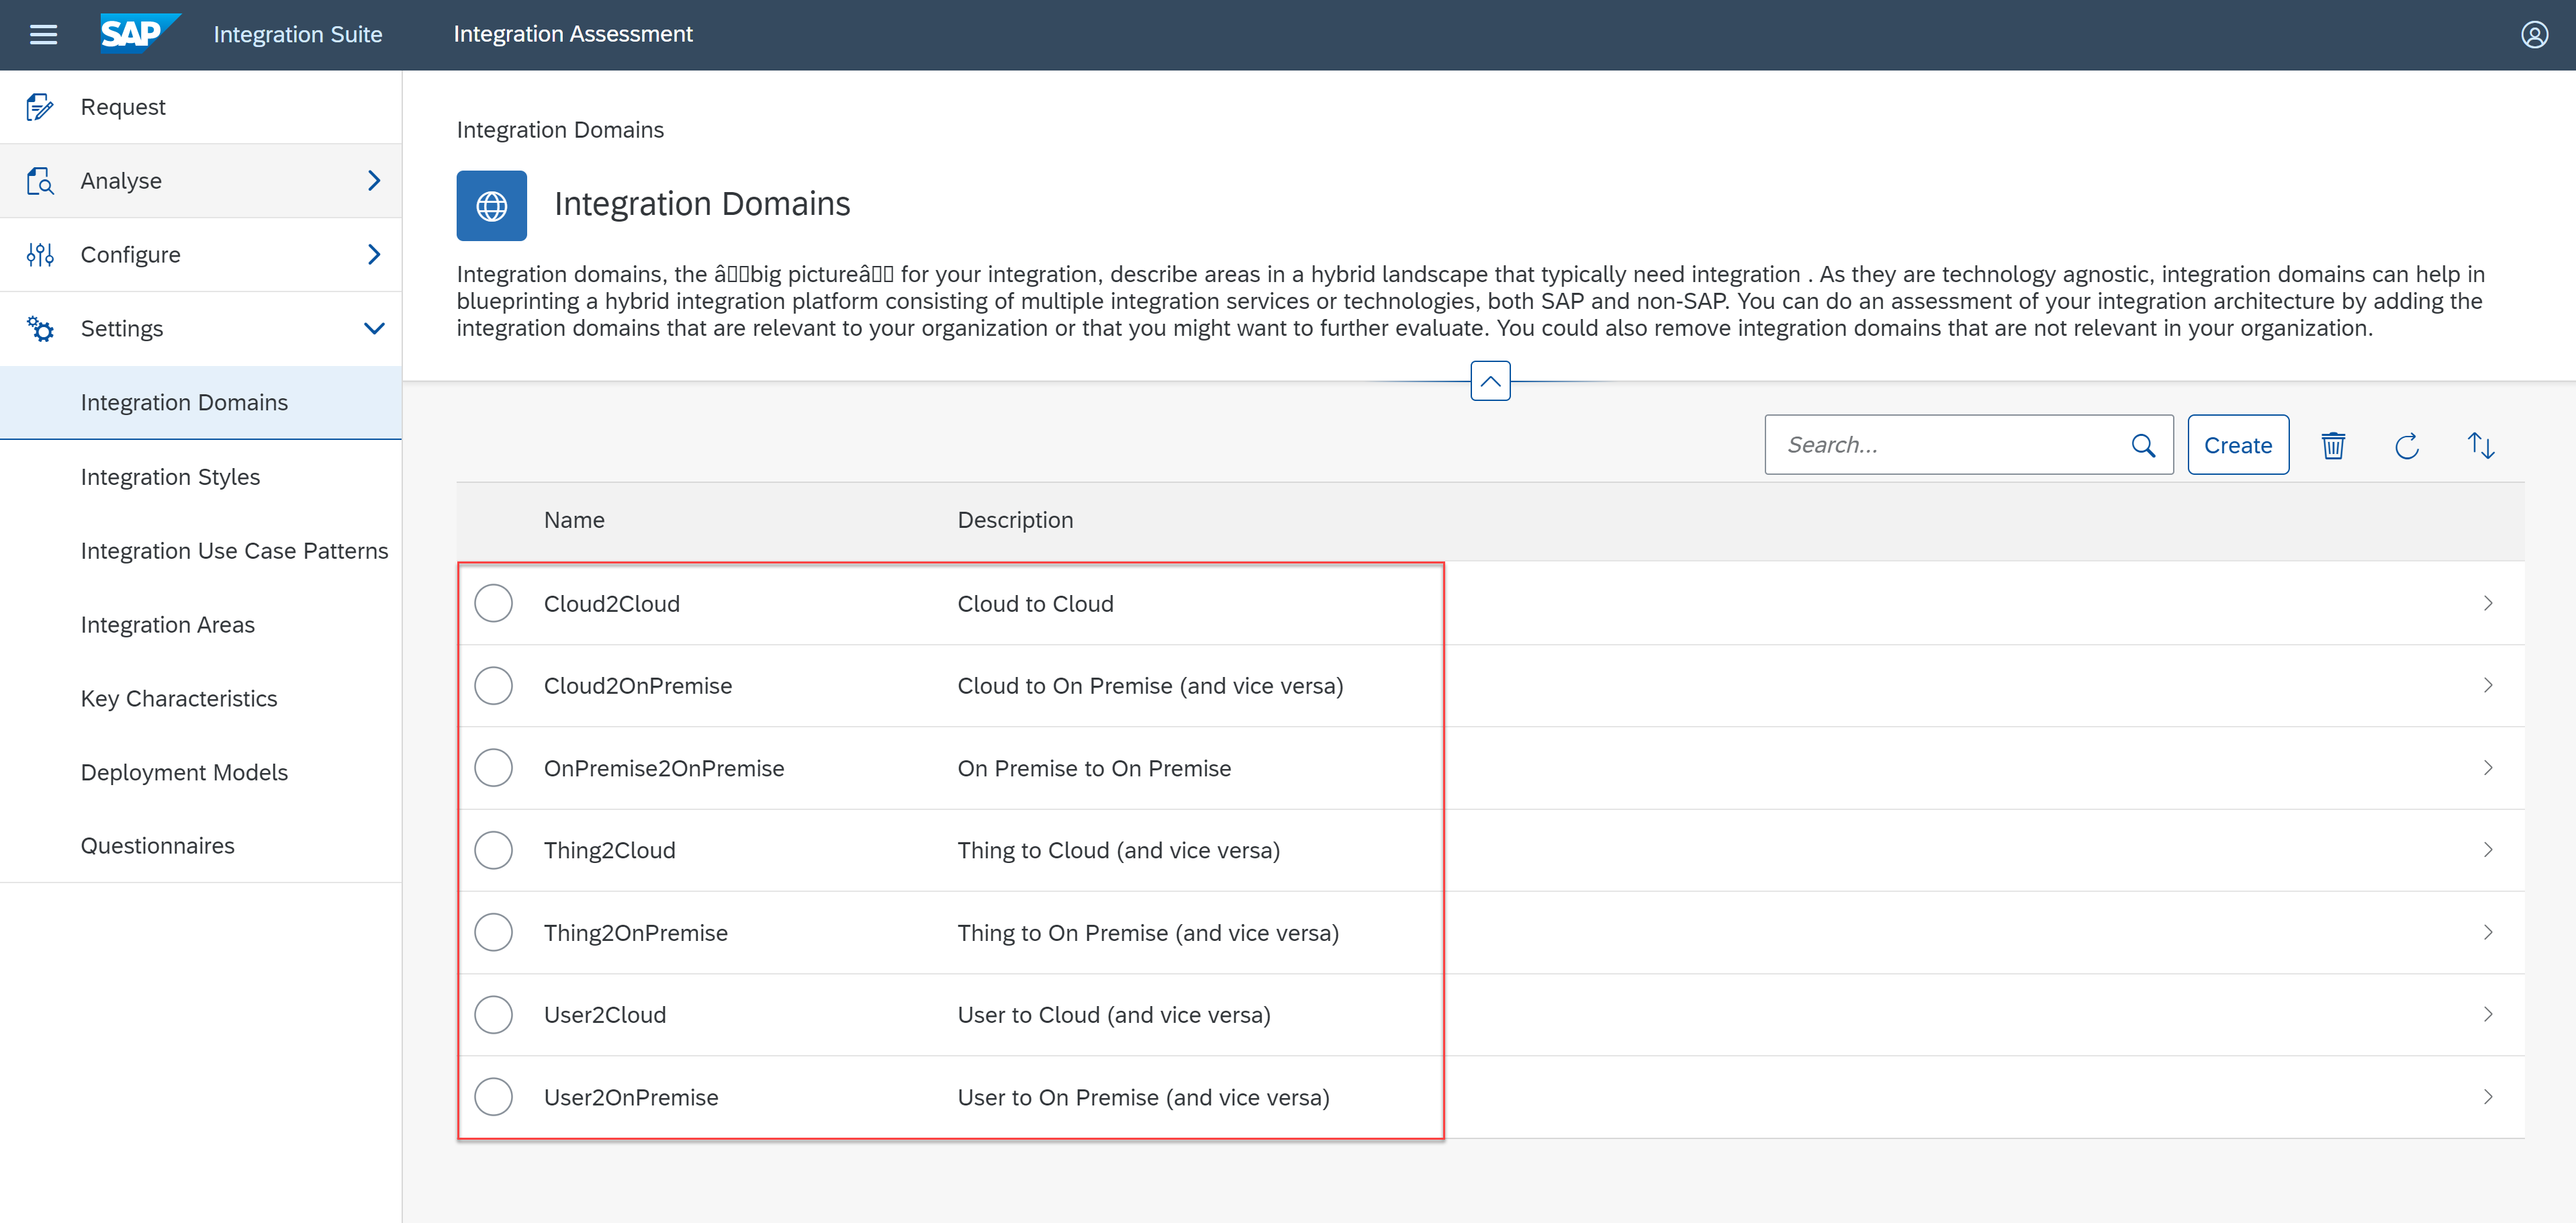 SAP Integration Suite Integration Assessment
Request
Analyse
Configure
Settings
Integration Domains
Integration Styles
Integration Use Case Patterns
Integration Areas
Key Characteristics
Deployment Models
Questionnaires
Integration Domains
Integration Domains
Integration domains, the â▯▯big pictureâ▯▯ for your integration, describe areas in a hybrid landscape that typically need integration . As they are technology agnostic, integration domains can help in
blueprinting a hybrid integration platform consisting of multiple integration services or technologies, both SAP and non-SAP. You can do an assessment of your integration architecture by adding the
integration domains that are relevant to your organization or that you might want to further evaluate. You could also remove integration domains that are not relevant in your organization.
Search... Create
Name Description
Cloud2Cloud Cloud to Cloud
Cloud2OnPremise Cloud to On Premise (and vice versa)
OnPremise2OnPremise On Premise to On Premise
Thing2Cloud Thing to Cloud (and vice versa)
Thing2OnPremise Thing to On Premise (and vice versa)
User2Cloud User to Cloud (and vice versa)
User2OnPremise User to On Premise (and vice versa)